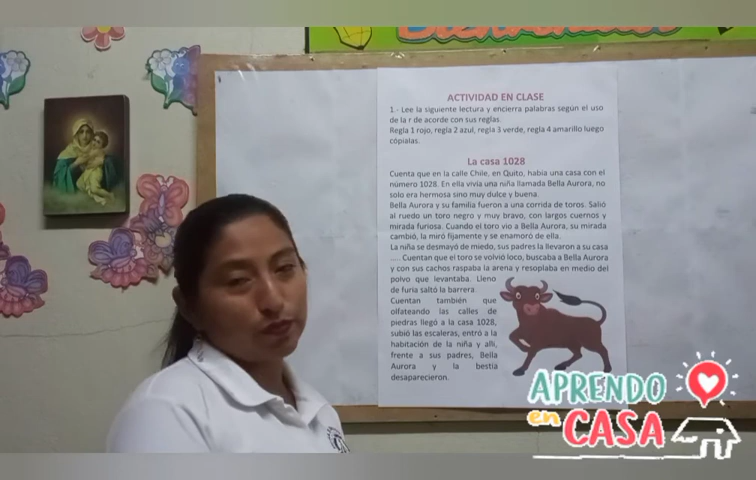 Bienvenidos
ACTIVIDAD EN CLASE
1.- Lee la siguiente lectura y encierra palabras según el uso
de la r de acorde con sus reglas.
Regla 1 rojo, regla 2 azul, regla 3 verde, regla 4 amarillo luego
cópialas.
La casa 1028
Cuenta que en la calle Chile, en Quito, había una casa con el
número 1028. En ella vivía una niña llamada Bella Aurora, no
solo era hermosa sino muy dulce y buena.
Bella Aurora y su familia fueron a una corrida de toros. Salió
al ruedo un toro negro y muy bravo, con largos cuernos y
mirada furiosa. Cuando el toro vio a Bella Aurora, su mirada
cambió, la miró fijamente y se enamoró de ella.
La niña se desmayó de miedo, sus padres la llevaron a su casa
..... Cuentan que el toro se volvió loco, buscaba a Bella Aurora
y con sus cachos raspaba la arena y resoplaba en medio del
polvo que levantaba. Lleno
de furia saltó la barrera.
Cuentan también que
olfateando las calles de
piedras llegó a la casa 1028,
subió las escaleras, entró a la
habitación de la niña y allí,
frente a sus padres, Bella
Aurora y la bestia
desaparecieron.
APRENDO
en CASA